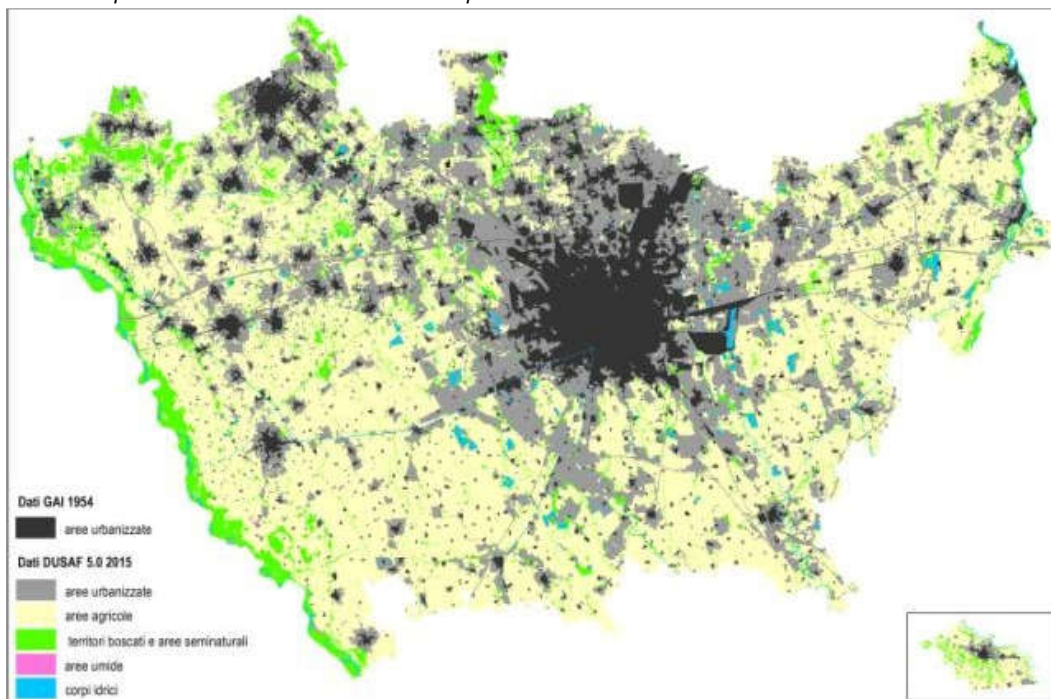 Dati GAI 1954
aree urbanizzate
Dati DUSAF 5.0 2015
aree urbanizzate
aree agricole
territori boscati e aree seminaturali
aree umide
corpi idrici